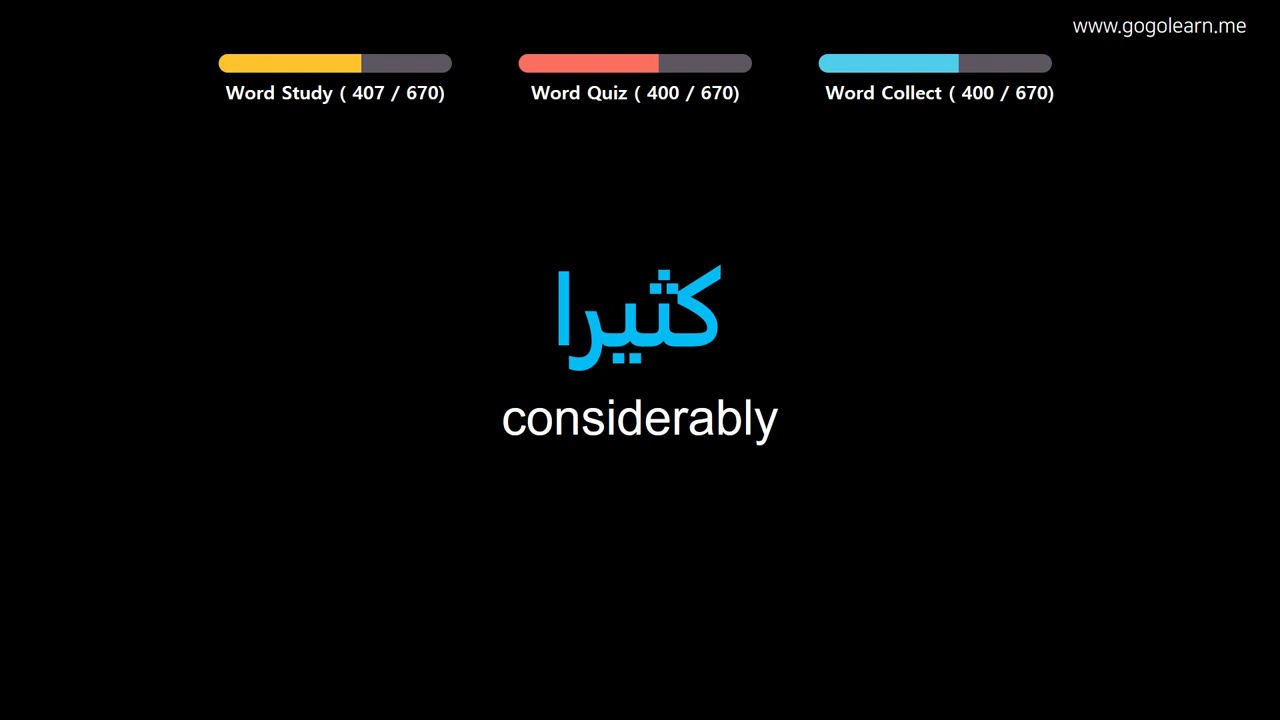 www.gogolearn.me
Word Study ( 407 / 670)
Word Quiz ( 400 / 670)
Word Collect ( 400 / 670)
كثيرا
considerably